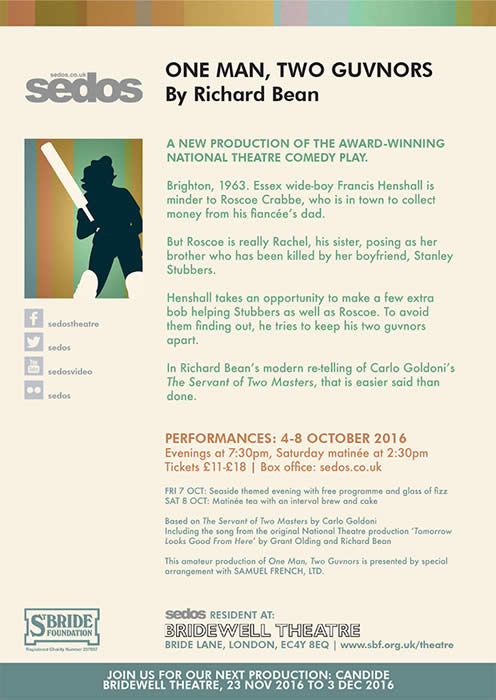 sedos.co.uk
sedos
ONE MAN, TWO GUVNORS
By Richard Bean
A NEW PRODUCTION OF THE AWARD-WINNING
NATIONAL THEATRE COMEDY PLAY.
Brighton, 1963. Essex wide-boy Francis Henshall is
minder to Roscoe Crabbe, who is in town to collect
money from his fiancée's dad.
But Roscoe is really Rachel, his sister, posing as her
brother who has been killed by her boyfriend, Stanley
Stubbers.
Henshall takes an opportunity to make a few extra
bob helping Stubbers as well as Roscoe. To avoid
them finding out, he tries to keep his two guvnors
apart.
In Richard Bean's modern re-telling of Carlo Goldoni's
The Servant of Two Masters, that is easier said than
done.
sedostheatre
sedos
You Tube
sedosvideo
sedos
PERFORMANCES: 4-8 OCTOBER 2016
Evenings at 7:30pm, Saturday matinée at 2:30pm
Tickets £11-£18 | Box office: sedos.co.uk
FRI 7 OCT: Seaside themed evening with free programme and glass of fizz
SAT 8 OCT: Matinée tea with an interval brew and cake
Based on The Servant of Two Masters by Carlo Goldoni
Including the song from the original National Theatre production 'Tomorrow
Looks Good From Here' by Grant Olding and Richard Bean
This amateur production of One Man, Two Guvnors is presented by special
arrangement with SAMUEL FRENCH, LTD.
ST BRIDE
FOUNDATION
Registered Charity Number 207607
sedos RESIDENT AT:
BRIDEWELL THEATRE
BRIDE LANE, LONDON, EC4Y 8EQ | www.sbf.org.uk/theatre
JOIN US FOR OUR NEXT PRODUCTION: CANDIDE
BRIDEWELL THEATRE, 23 NOV 2016 TO 3 DEC 2016